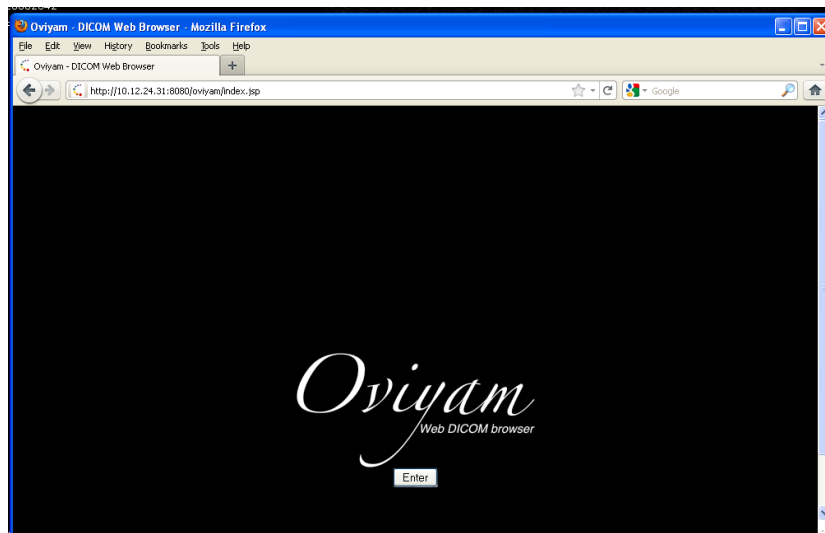 Oviyam - DICOM Web Browser - Mozilla Firefox
File Edit View History Bookmarks Tools Help
Oviyam - DICOM Web Browser
http://10.12.24.31:8080/oviyam/index.jsp Google
Oviyam
Web DICOM browser
Enter